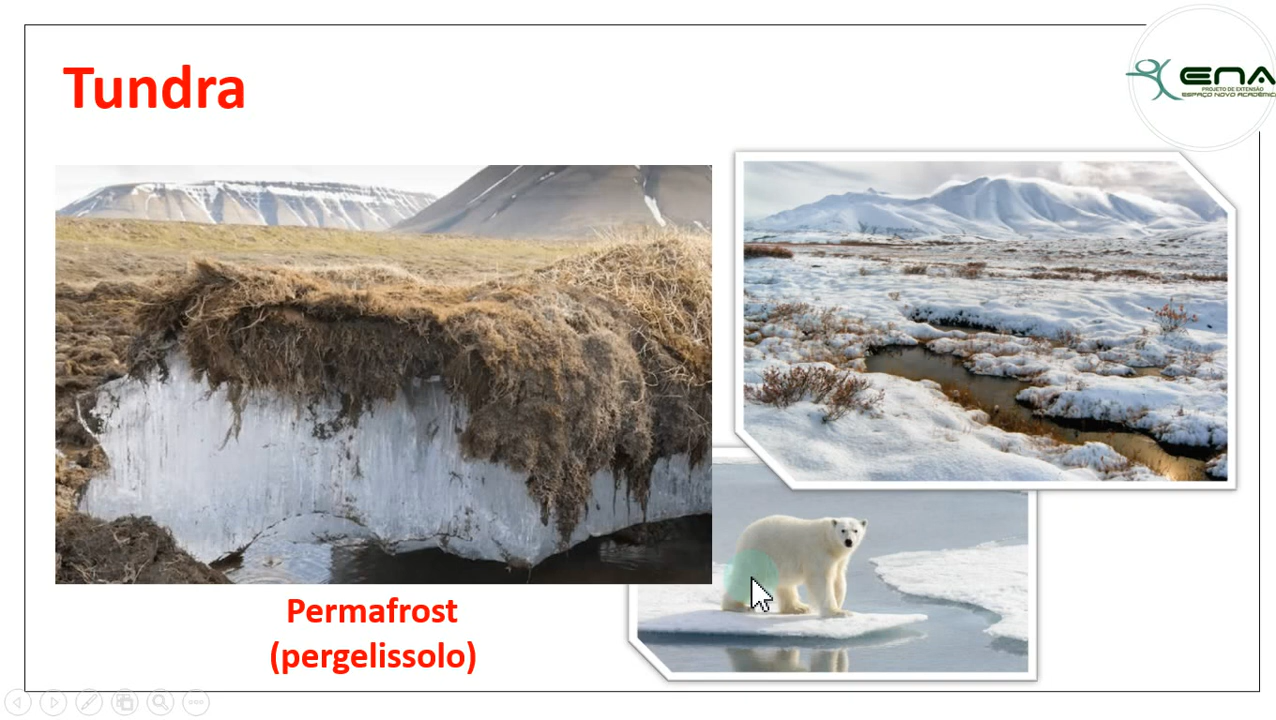 Tundra
ENA
PROJETO DE EXTENSÃO
ESPAÇO NOVO ACADÊMICO
Permafrost
(pergelissolo)